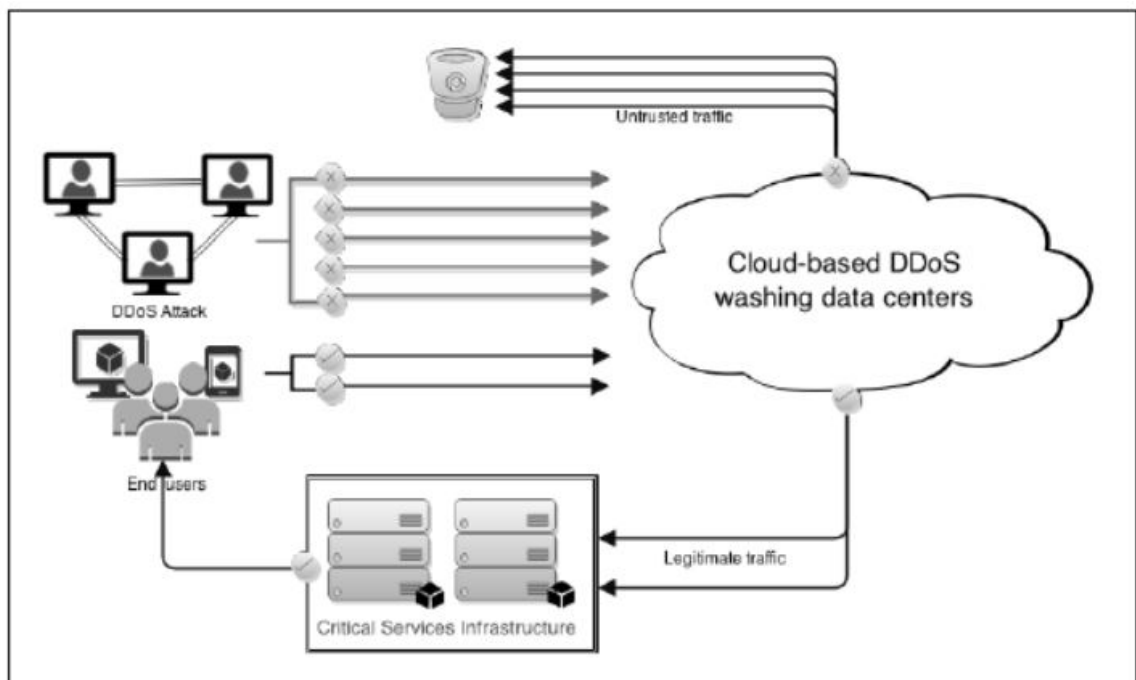 Untrusted traffic
DDoS Attack
Cloud-based DDoS
washing data centers
End users
Legitimate traffic
Critical Services Infrastructure